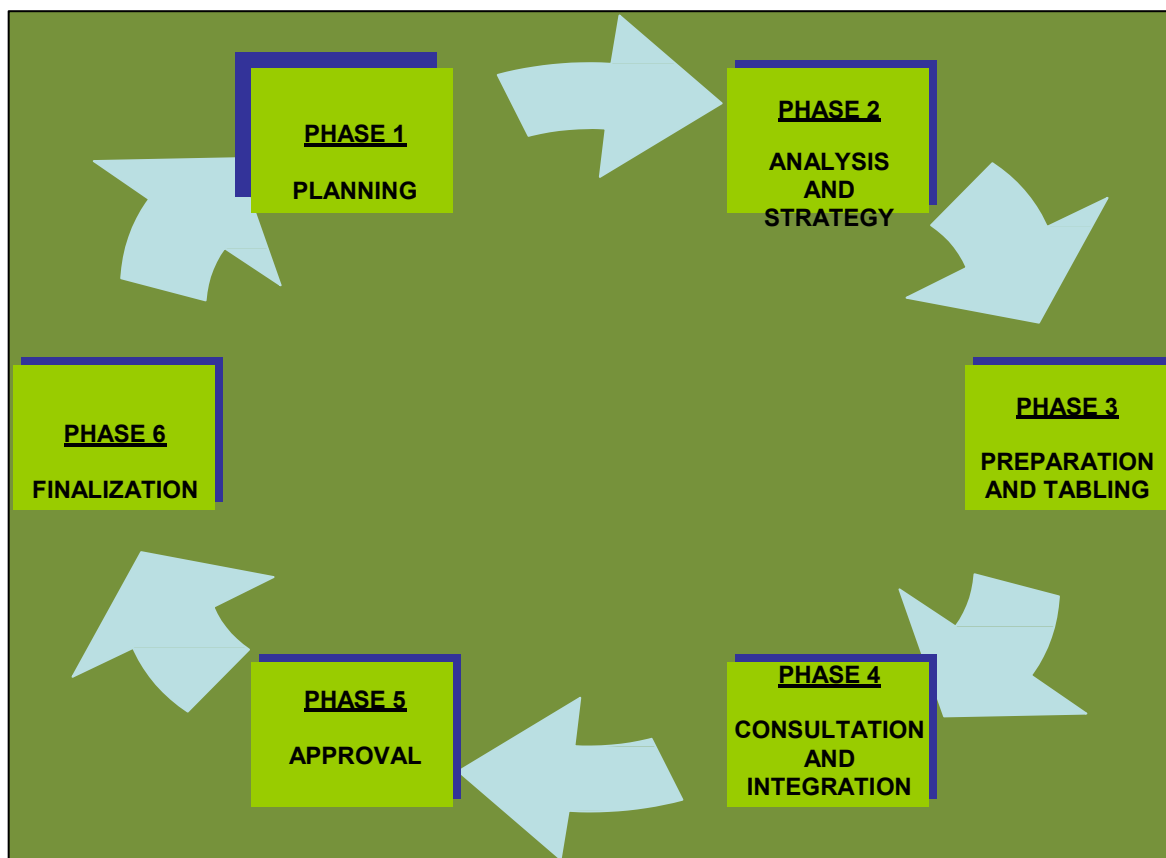 PHASE 1
PLANNING
PHASE 2
ANALYSIS
AND
STRATEGY
PHASE 3
PREPARATION
AND TABLING
PHASE 4
CONSULTATION
AND
INTEGRATION
PHASE 5
APPROVAL
PHASE 6
FINALIZATION